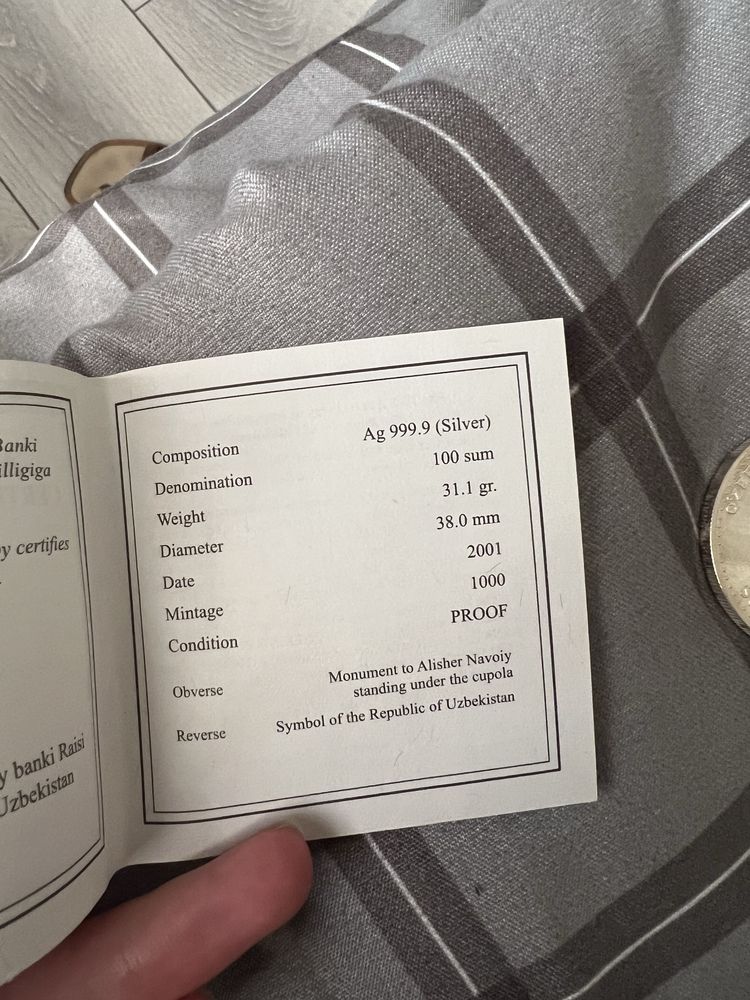 Banki
illigiga
y certifies
y banki Raisi
Uzbekistan
Composition Ag 999.9 (Silver)
Denomination 100 sum
Weight 31.1 gr.
Diameter 38.0 mm
Date 2001
Mintage 1000
Condition PROOF
Obverse Monument to Alisher Navoiy
standing under the cupola
Reverse Symbol of the Republic of Uzbekistan